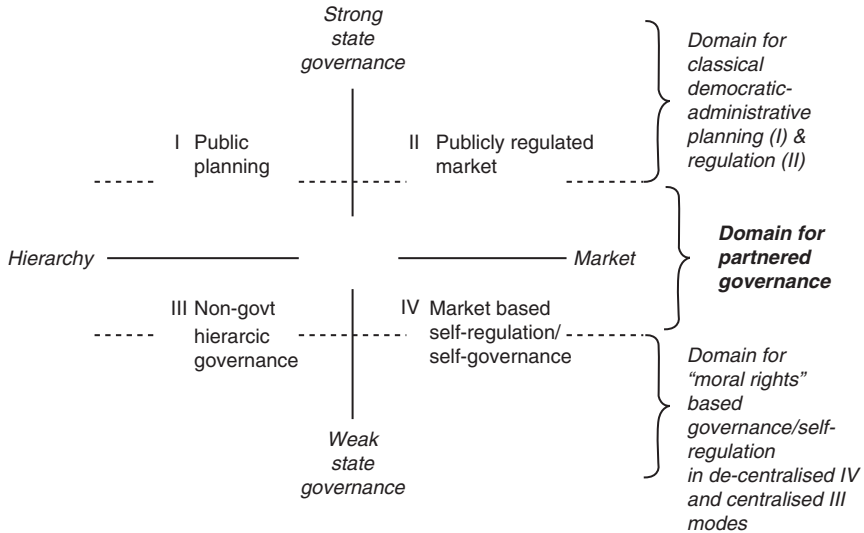 Strong
state
governance
Domain for
classical
democratic-
administrative
planning (I) &
regulation (II)
I Public
planning
II Publicly regulated
market
Hierarchy
Market
Domain for
partnered
governance
III Non-govt
hierarcic
governance
IV Market based
self-regulation/
self-governance
Domain for
“moral rights”
based
governance/self-
regulation
in de-centralised IV
and centralised III
modes
Weak
state
governance